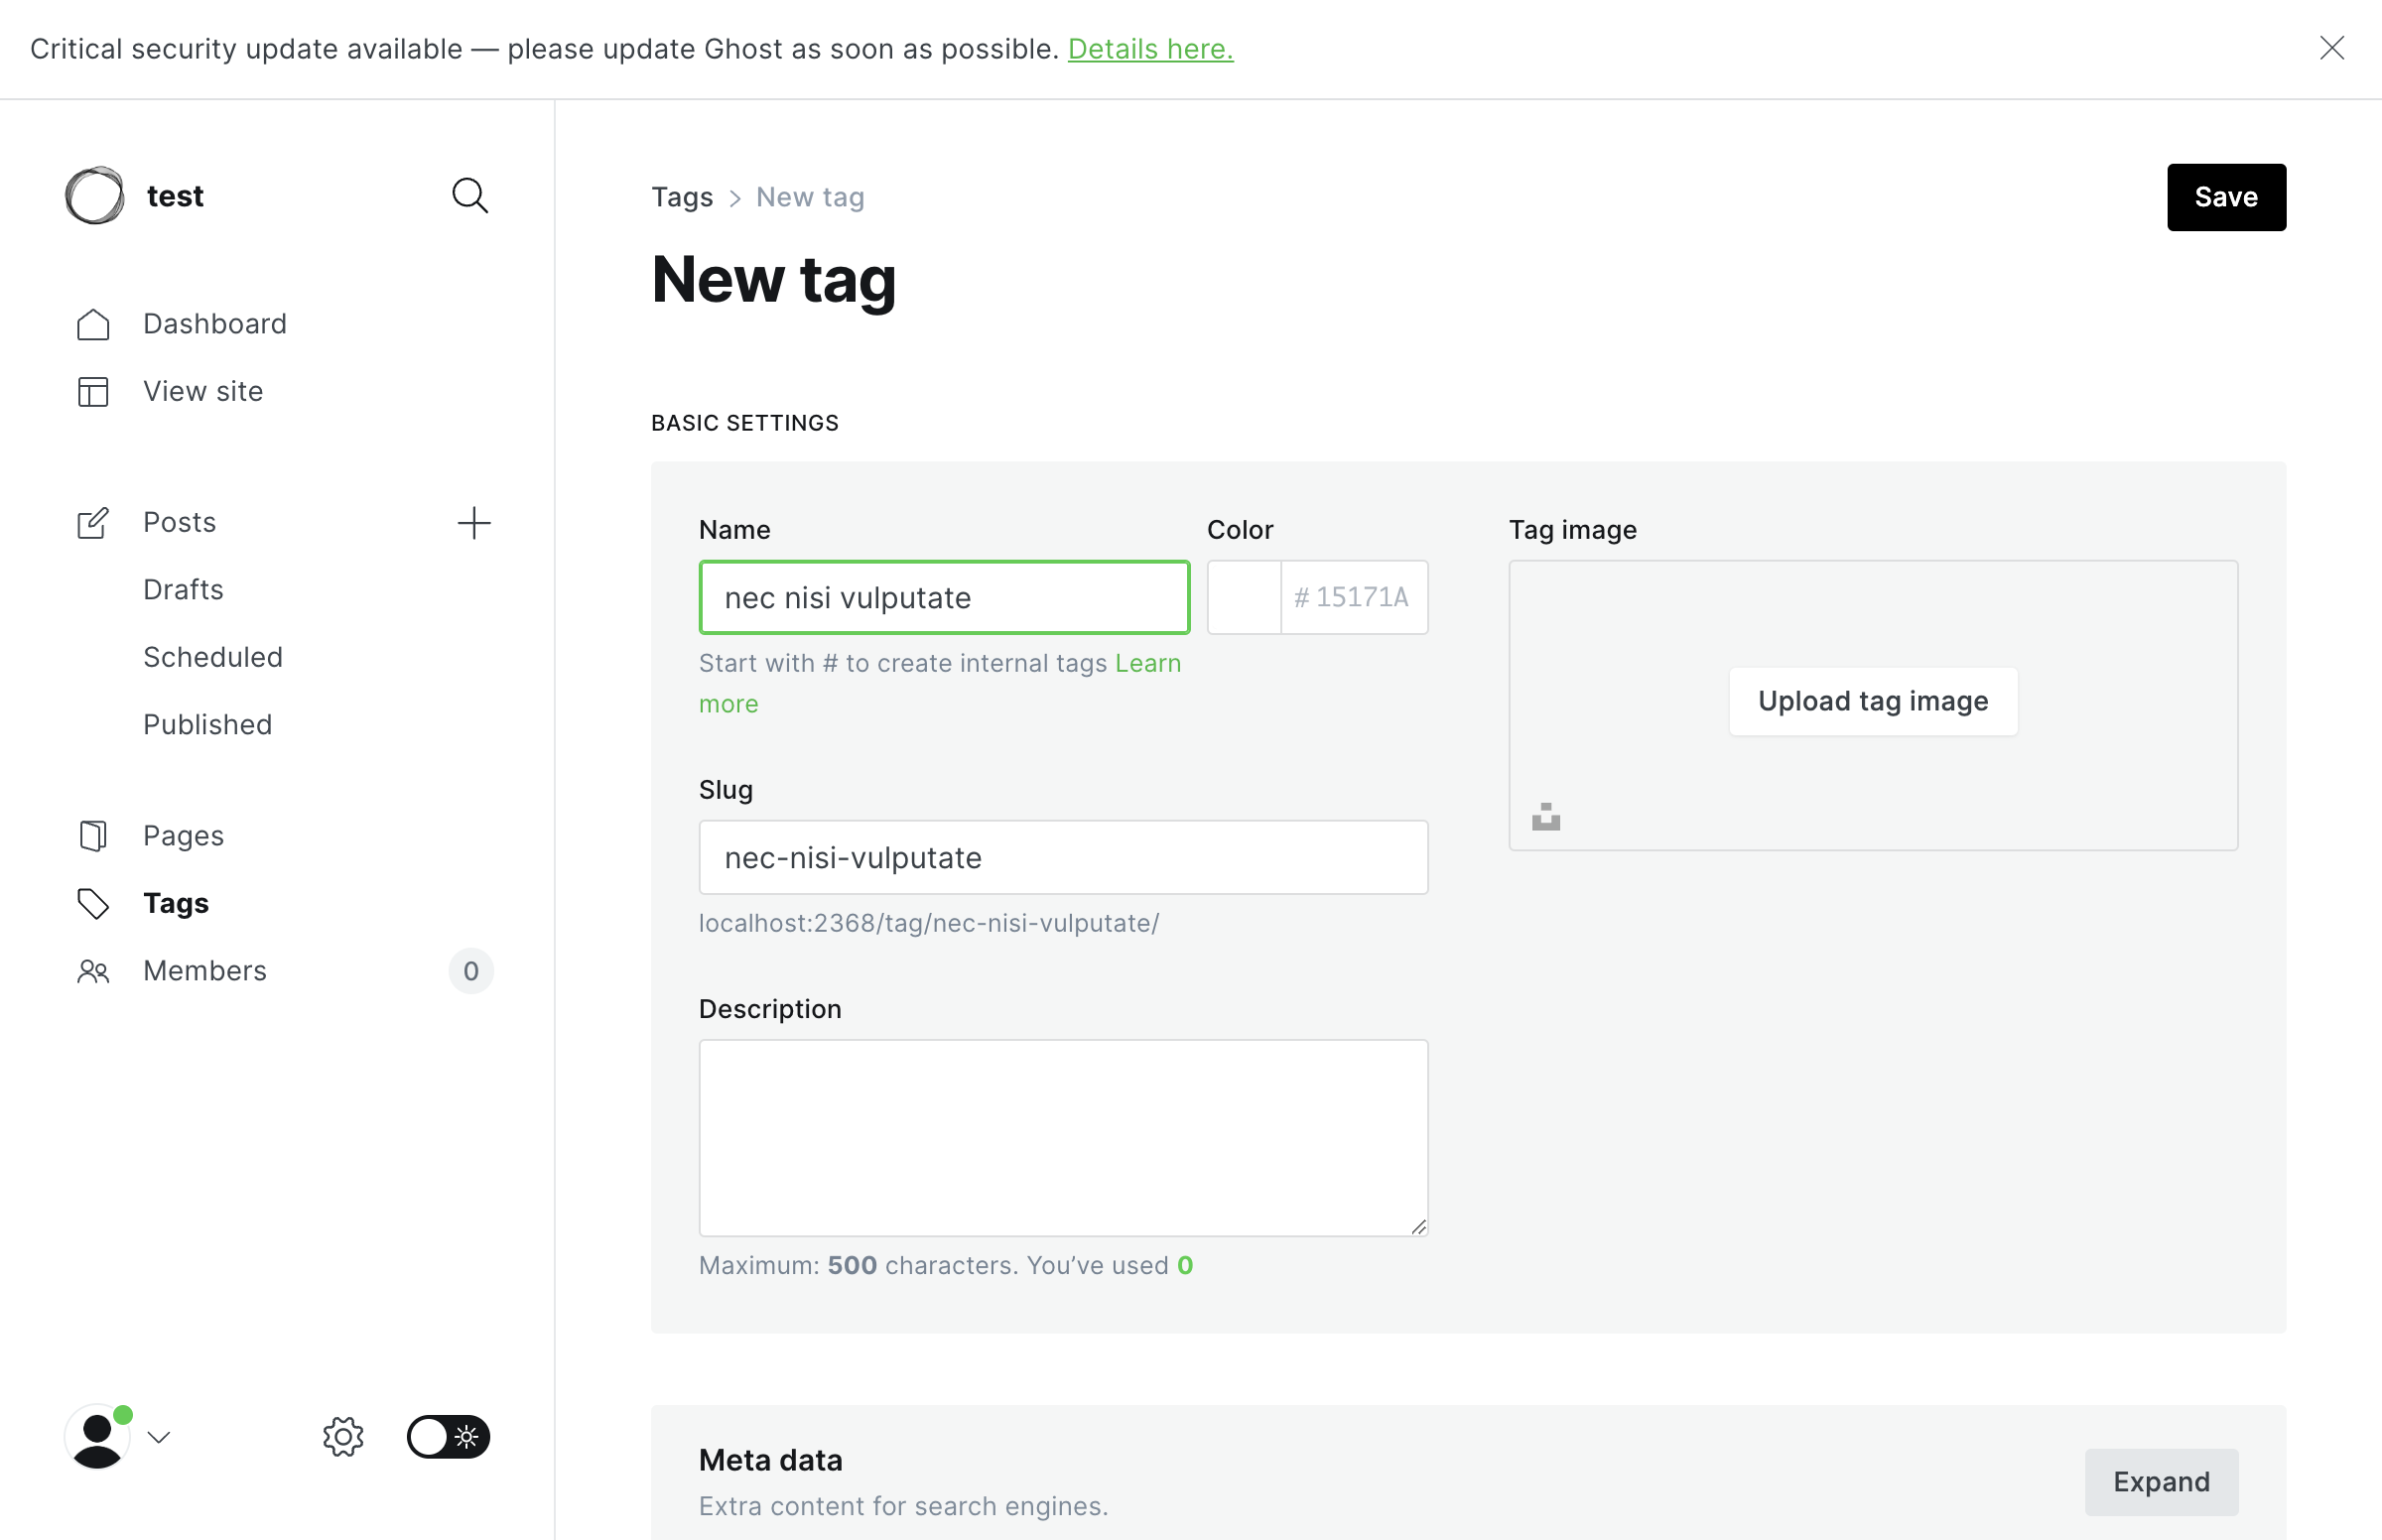 Critical security update available — please update Ghost as soon as possible. Details here.
test
Dashboard
View site
Posts
Drafts
Scheduled
Published
Pages
Tags
Members 0
Tags > New tag
Save
New tag
BASIC SETTINGS
Name
nec nisi vulputate
Start with # to create internal tags Learn
more
Color
# 15171A
Slug
nec-nisi-vulputate
localhost:2368/tag/nec-nisi-vulputate/
Description
Maximum: 500 characters. You’ve used 0
Tag image
Upload tag image
Meta data
Extra content for search engines.
Expand